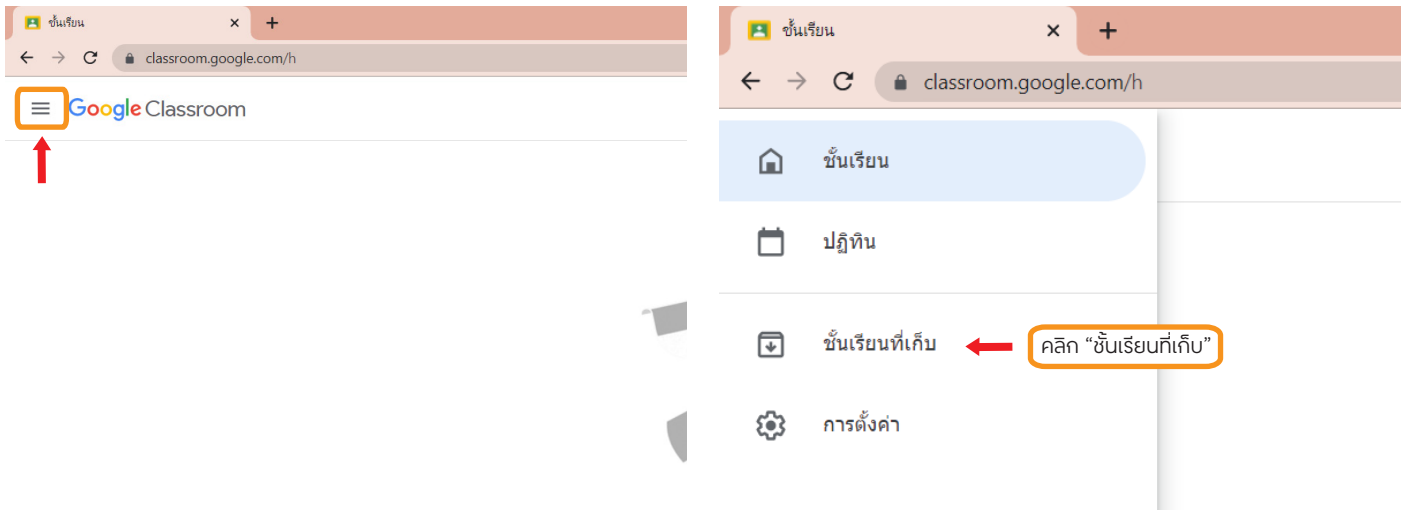 ชั้นเรียน
classroom.google.com/h
Google Classroom
ชั้นเรียน
classroom.google.com/h
ชั้นเรียน
ปฏิทิน
ชั้นเรียนที่เก็บ
คลิก “ชั้นเรียนที่เก็บ”
การตั้งค่า